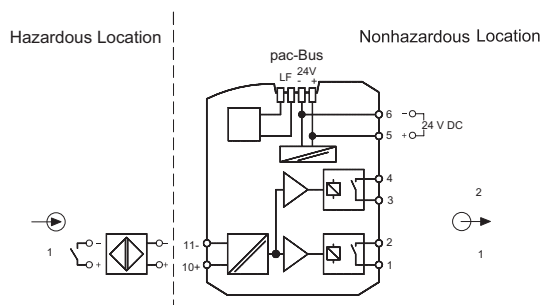 Hazardous Location
Nonhazardous Location
pac-Bus
LF 24V
- +
6 -
24 V DC
5 +
4
3
2
1
- -
+ +
11-
10+
2
1
1